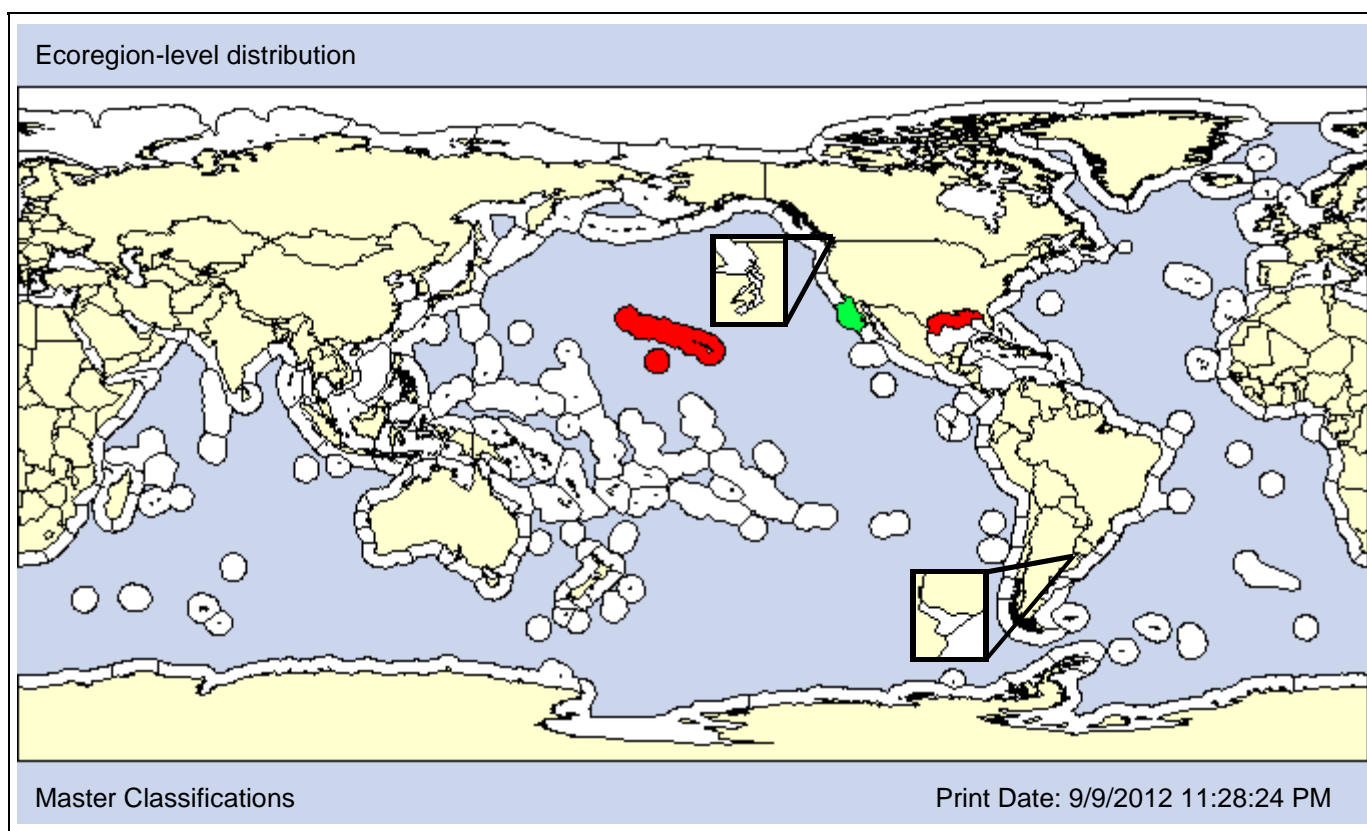 Ecoregion-level distribution
Master Classifications
Print Date: 9/9/2012 11:28:24 PM